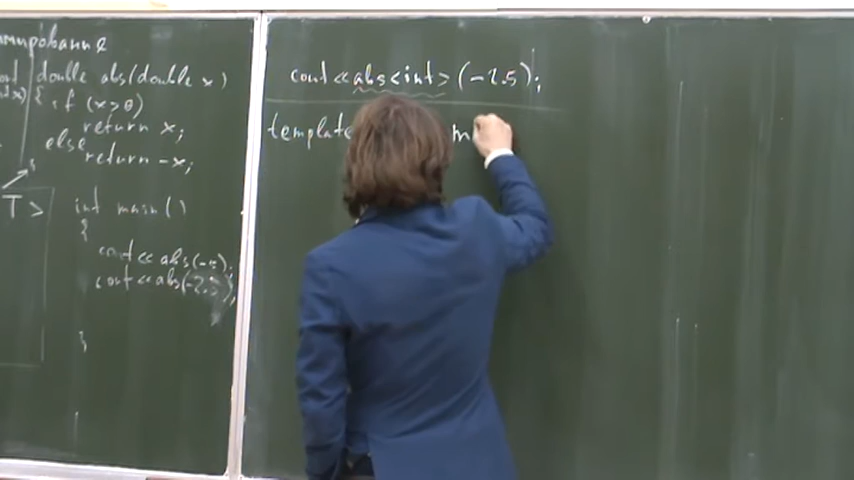 double abs(double x)
{ if (x>0)
return x;
else
return -x;
T>
int main()
{
cout << abs(-5);
cout << abs(-2.5);
}
cout << abs<int>(-2.5);
template